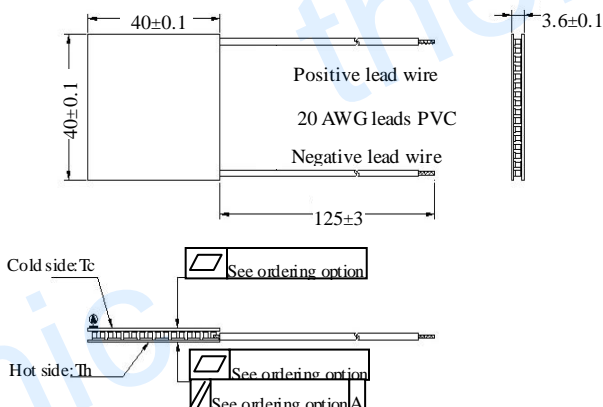 40±0.1
3.6±0.1
40±0.1
Positive lead wire
20 AWG leads PVC
Negative lead wire
125±3
Cold side:Tc
See ordering option
A
Hot side:Th
See ordering option
See ordering option A